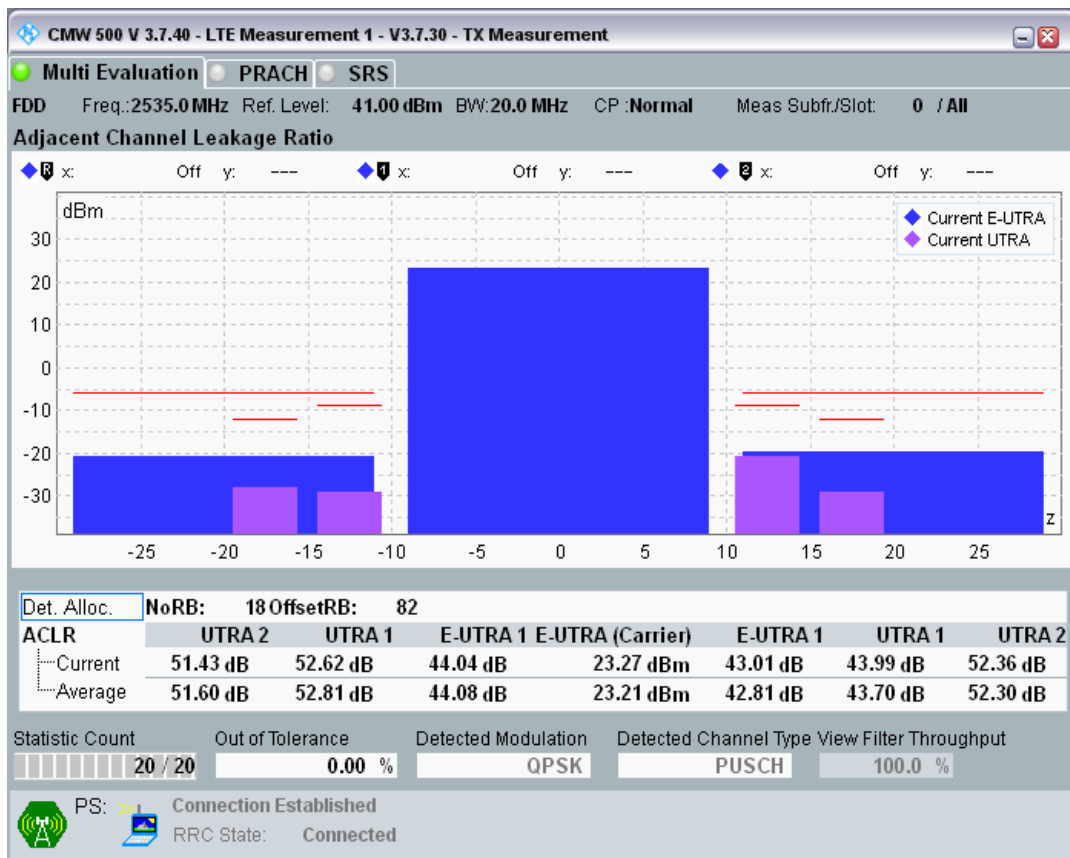 CMW 500 V 3.7.40 - LTE Measurement 1 - V3.7.30 - TX Measurement
Multi Evaluation PRACH SRS
FDD Freq.:2535.0 MHz Ref. Level: 41.00 dBm BW:20.0 MHz CP :Normal Meas Subfr./Slot: 0 / All
Adjacent Channel Leakage Ratio
R x: Off y: --- 1 x: Off y: --- 2 x: Off y: ---
dBm
Current E-UTRA
Current UTRA
30
20
10
0
-10
-20
-30
z
-25 -20 -15 -10 -5 0 5 10 15 20 25
Det. Alloc. NoRB: 18 OffsetRB: 82
ACLR UTRA 2 UTRA 1 E-UTRA 1 E-UTRA (Carrier) E-UTRA 1 UTRA 1 UTRA 2
Current 51.43 dB 52.62 dB 44.04 dB 23.27 dBm 43.01 dB 43.99 dB 52.36 dB
Average 51.60 dB 52.81 dB 44.08 dB 23.21 dBm 42.81 dB 43.70 dB 52.30 dB
Statistic Count Out of Tolerance Detected Modulation Detected Channel Type View Filter Throughput
20 / 20 0.00 % QPSK PUSCH 100.0 %
PS: Connection Established
RRC State: Connected